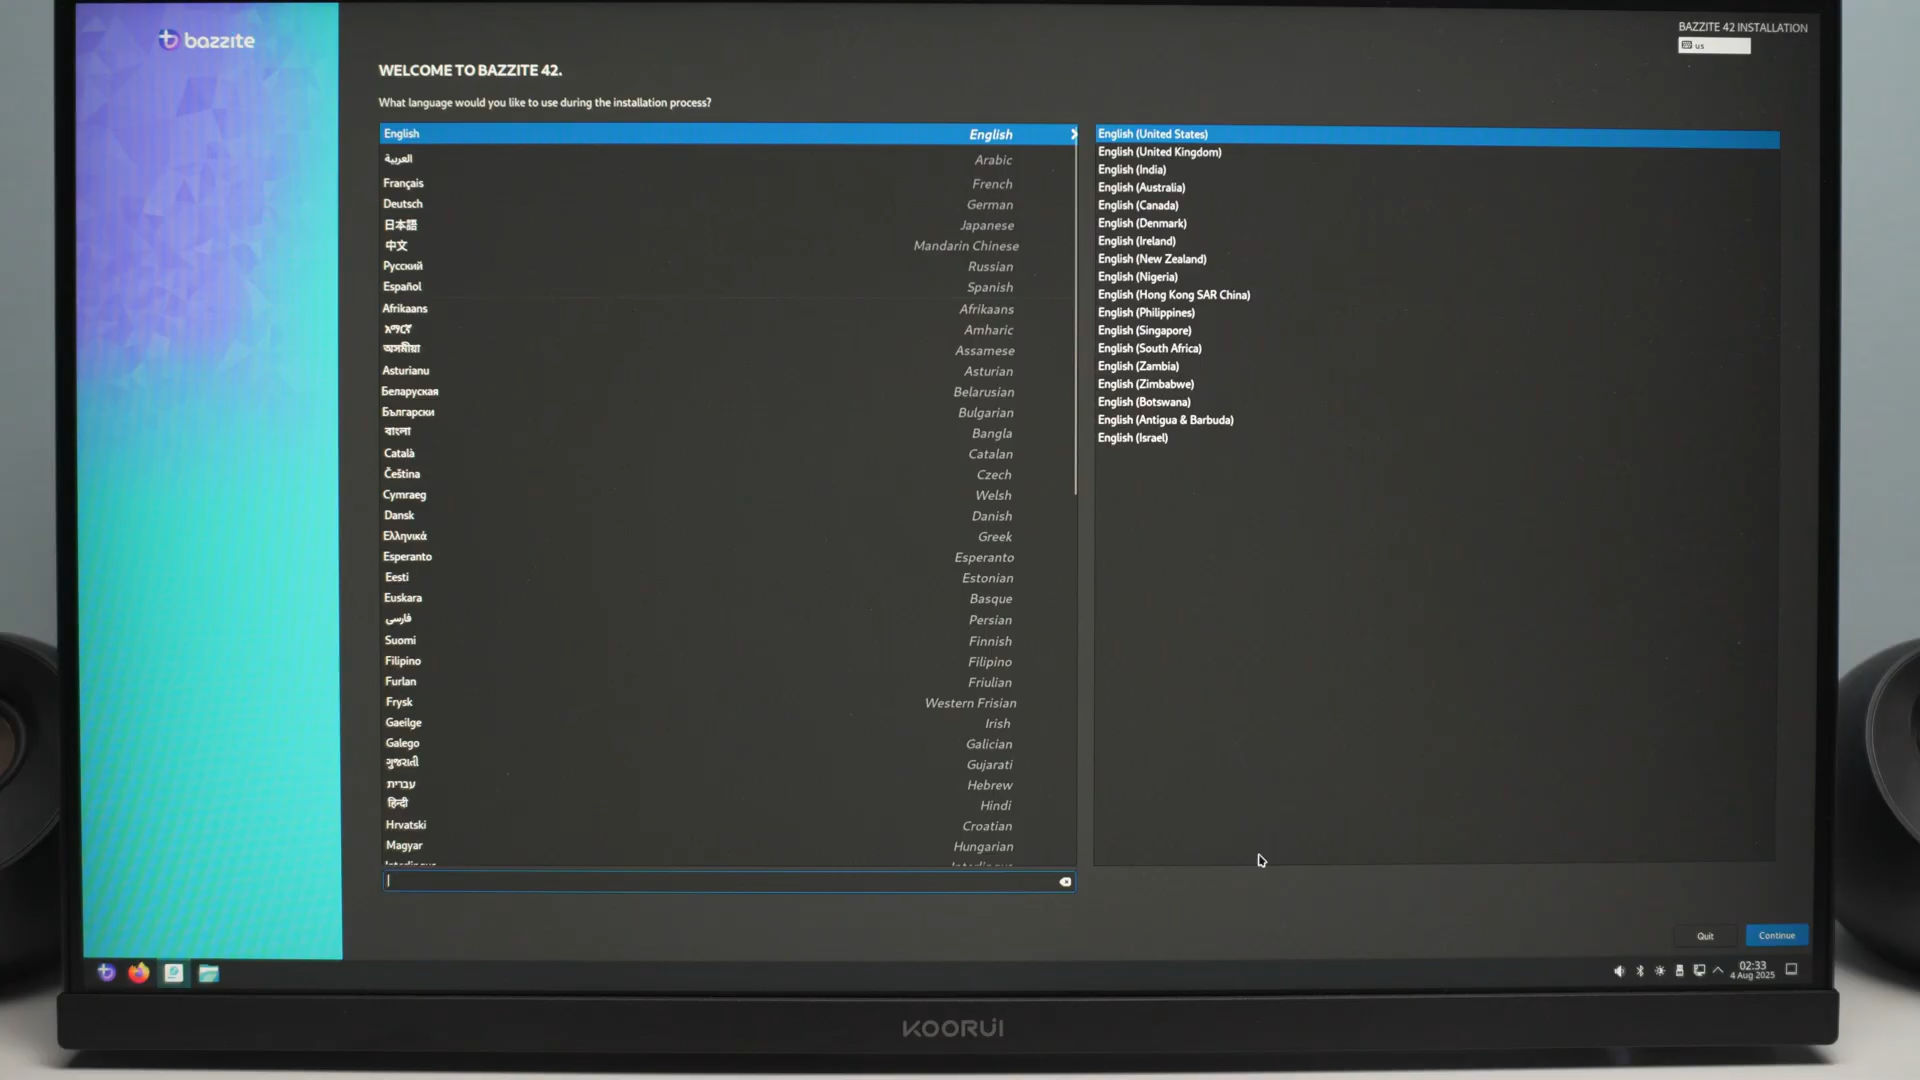 bazzite
BAZZITE 42 INSTALLATION
us
WELCOME TO BAZZITE 42.
What language would you like to use during the installation process?
English English
العربية Arabic
Français French
Deutsch German
日本語 Japanese
中文 Mandarin Chinese
Русский Russian
Español Spanish
Afrikaans Afrikaans
አማርኛ Amharic
অসমীয়া Assamese
Asturianu Asturian
Беларуская Belarusian
Български Bulgarian
বাংলা Bangla
Català Catalan
Čeština Czech
Cymraeg Welsh
Dansk Danish
Ελληνικά Greek
Esperanto Esperanto
Eesti Estonian
Euskara Basque
فارسی Persian
Suomi Finnish
Filipino Filipino
Furlan Friulian
Frysk Western Frisian
Gaeilge Irish
Galego Galician
ગુજરાતી Gujarati
עברית Hebrew
हिन्दी Hindi
Hrvatski Croatian
Magyar Hungarian
English (United States)
English (United Kingdom)
English (India)
English (Australia)
English (Canada)
English (Denmark)
English (Ireland)
English (New Zealand)
English (Nigeria)
English (Hong Kong SAR China)
English (Philippines)
English (Singapore)
English (South Africa)
English (Zambia)
English (Zimbabwe)
English (Botswana)
English (Antigua & Barbuda)
English (Israel)
Quit Continue
02:33
4 Aug 2025
KOORUI